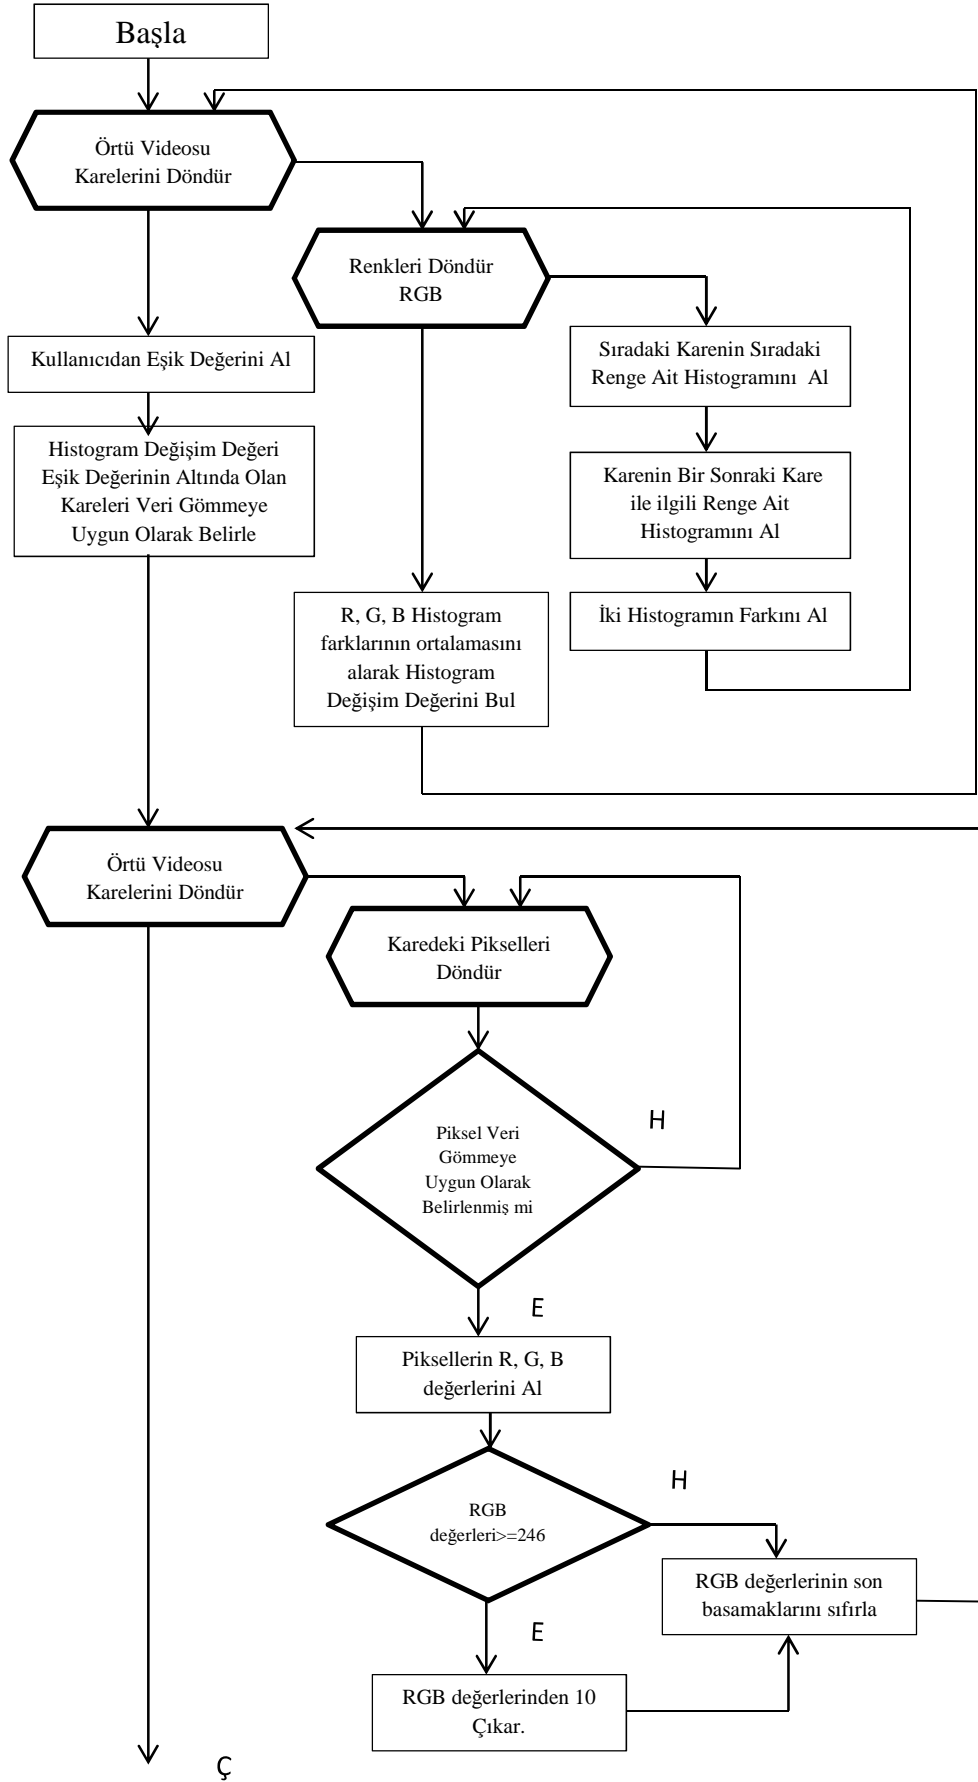 Başla
Örtü Videosu
Karelerini Döndür
Renkleri Döndür
RGB
Kullanıcıdan Eşik Değerini Al
Sıradaki Karenin Sıradaki
Renge Ait Histogramını Al
Histogram Değişim Değeri
Eşik Değerinin Altında Olan
Kareleri Veri Gömmeye
Uygun Olarak Belirle
Karenin Bir Sonraki Kare
ile ilgili Renge Ait
Histogramını Al
R, G, B Histogram
farklarının ortalamasını
alarak Histogram
Değişim Değerini Bul
İki Histogramın Farkını Al
Örtü Videosu
Karelerini Döndür
Karedeki Pikselleri
Döndür
Piksel Veri
Gömmeye
Uygun Olarak
Belirlenmiş mi
H
E
Piksellerin R, G, B
değerlerini Al
RGB
değerleri>=246
H
E
RGB değerlerinin son
basamaklarını sıfırla
RGB değerlerinden 10
Çıkar.
Ç